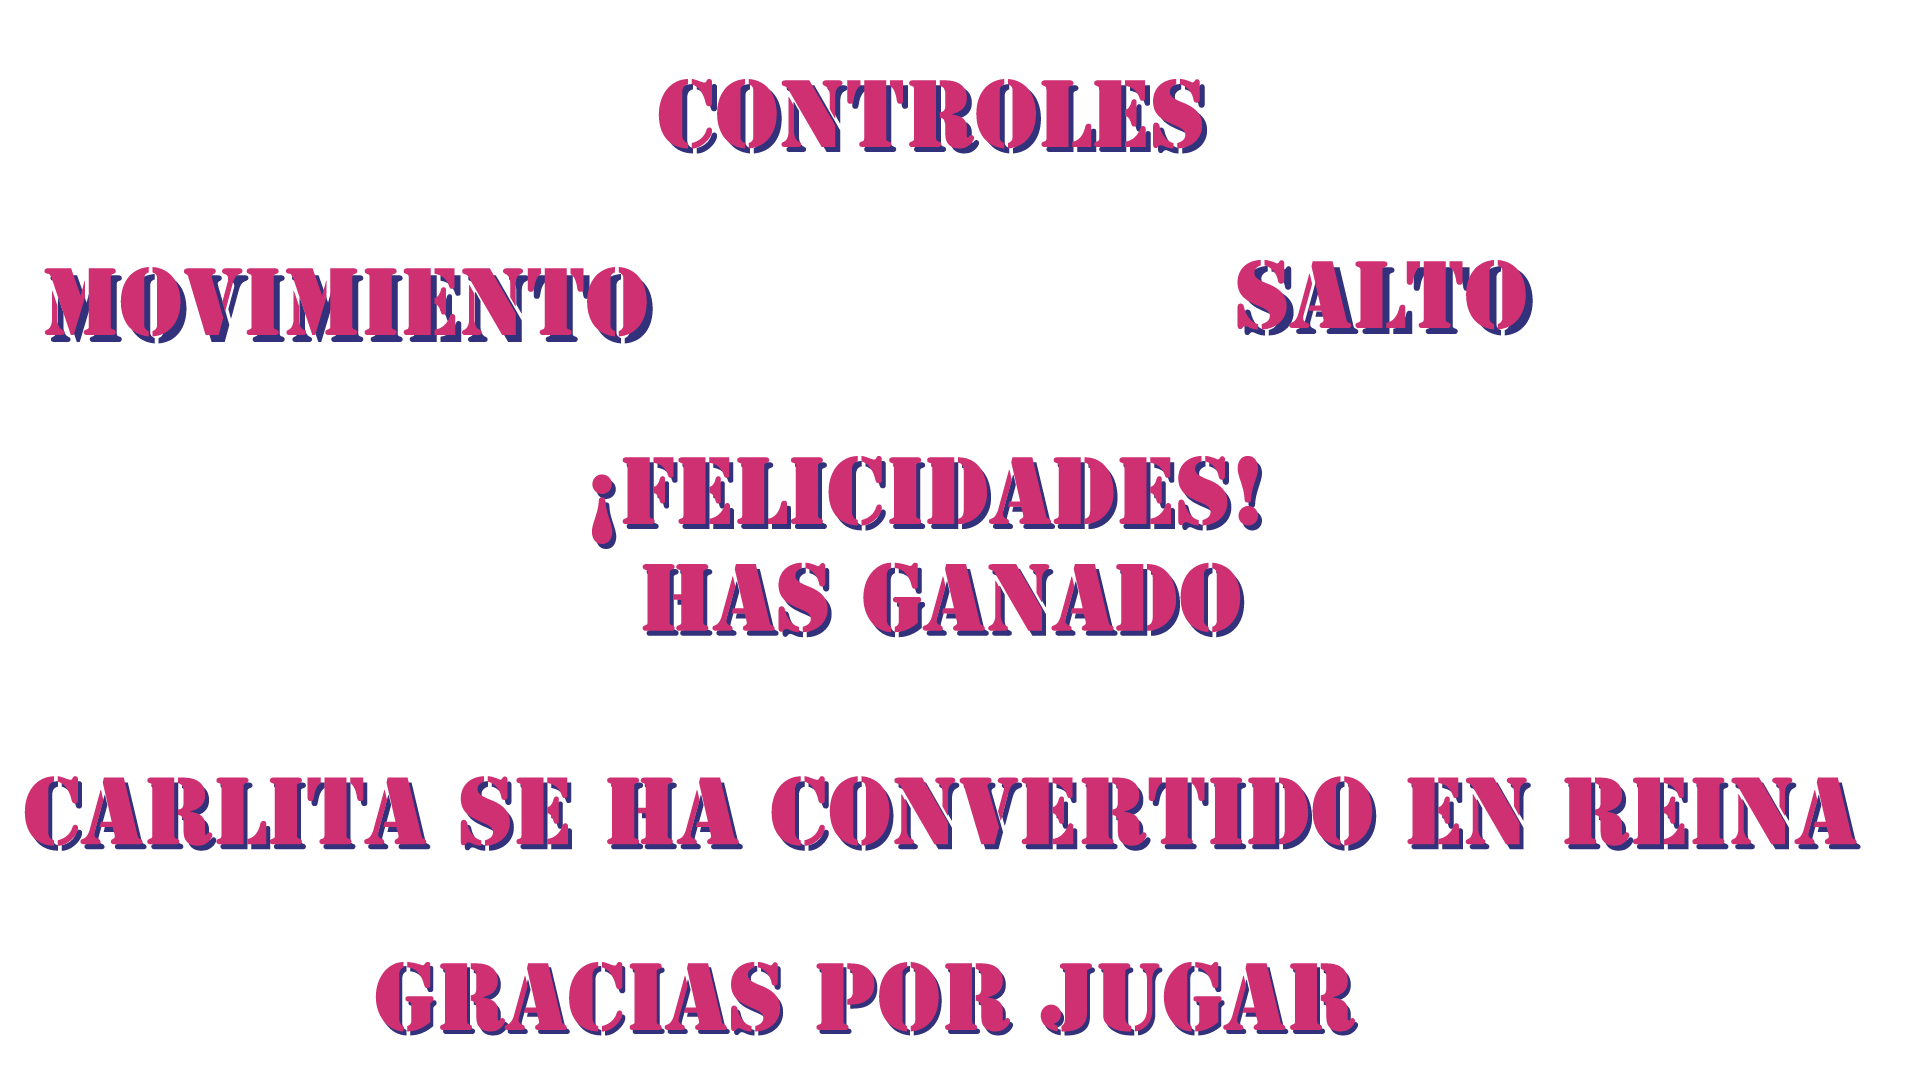 CONTROLES
MOVIMIENTO
SALTO
¡FELICIDADES!
HAS GANADO
CARLITA SE HA CONVERTIDO EN REINA
GRACIAS POR JUGAR